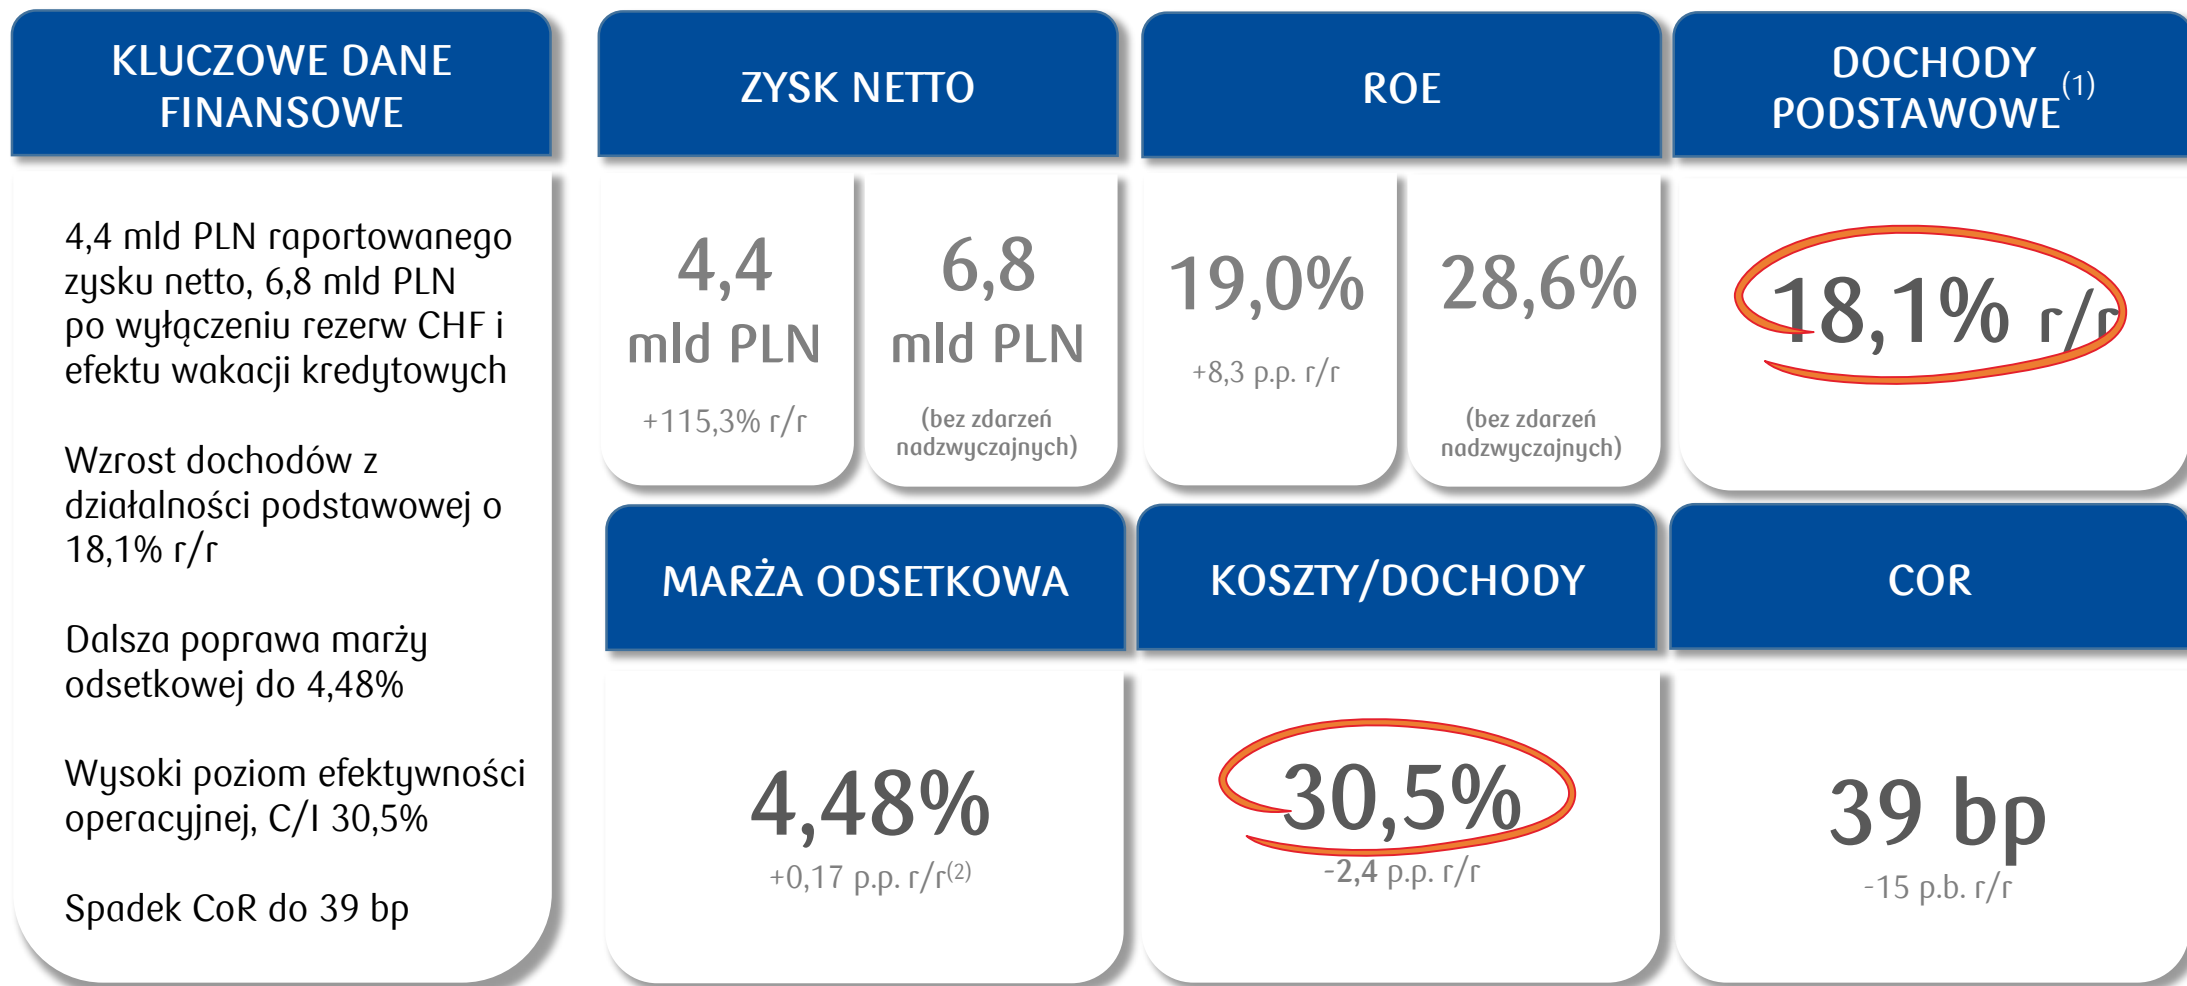 KLUCZOWE DANE
FINANSOWE
4,4 mld PLN raportowanego
zysku netto, 6,8 mld PLN
po wyłączeniu rezerw CHF i
efektu wakacji kredytowych
Wzrost dochodów z
działalności podstawowej o
18,1% r/r
Dalsza poprawa marży
odsetkowej do 4,48%
Wysoki poziom efektywności
operacyjnej, C/I 30,5%
Spadek CoR do 39 bp
ZYSK NETTO
4,4
mld PLN
+115,3% r/r
6,8
mld PLN
(bez zdarzeń
nadzwyczajnych)
ROE
19,0%
+8,3 p.p. r/r
28,6%
(bez zdarzeń
nadzwyczajnych)
DOCHODY
PODSTAWOWE(1)
18,1% r/r
MARŻA ODSETKOWA
4,48%
+0,17 p.p. r/r(2)
KOSZTY/DOCHODY
30,5%
-2,4 p.p. r/r
COR
39 bp
-15 p.b. r/r